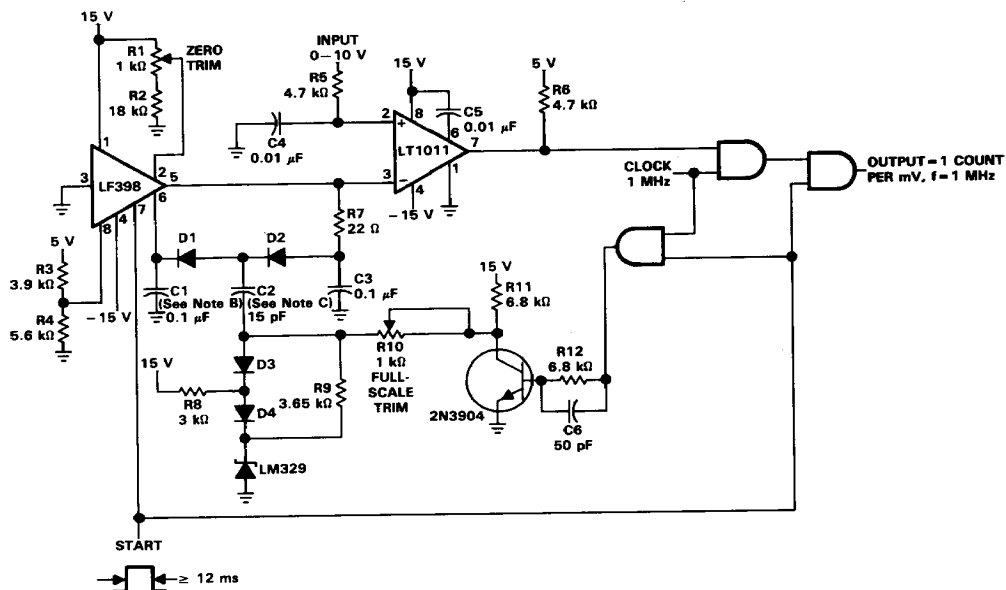 15 V
R1
1 kΩ
ZERO
TRIM
R2
18 kΩ
1
3
LF398
2
5
6
7
8
4
5 V
R3
3.9 kΩ
R4
5.6 kΩ
−15 V
INPUT
0−10 V
R5
4.7 kΩ
C4
0.01 μF
15 V
8
C5
0.01 μF
2
+
6
7
LT1011
3
−
4
1
−15 V
5 V
R6
4.7 kΩ
CLOCK
1 MHz
OUTPUT = 1 COUNT
PER mV, f = 1 MHz
R7
22 Ω
D1
D2
C1
(See Note B)
0.1 μF
C2
(See Note C)
15 pF
C3
0.1 μF
15 V
R11
6.8 kΩ
R10
1 kΩ
FULL-
SCALE
TRIM
R12
6.8 kΩ
C6
50 pF
2N3904
15 V
R8
3 kΩ
D3
D4
R9
3.65 kΩ
LM329
START
≥ 12 ms